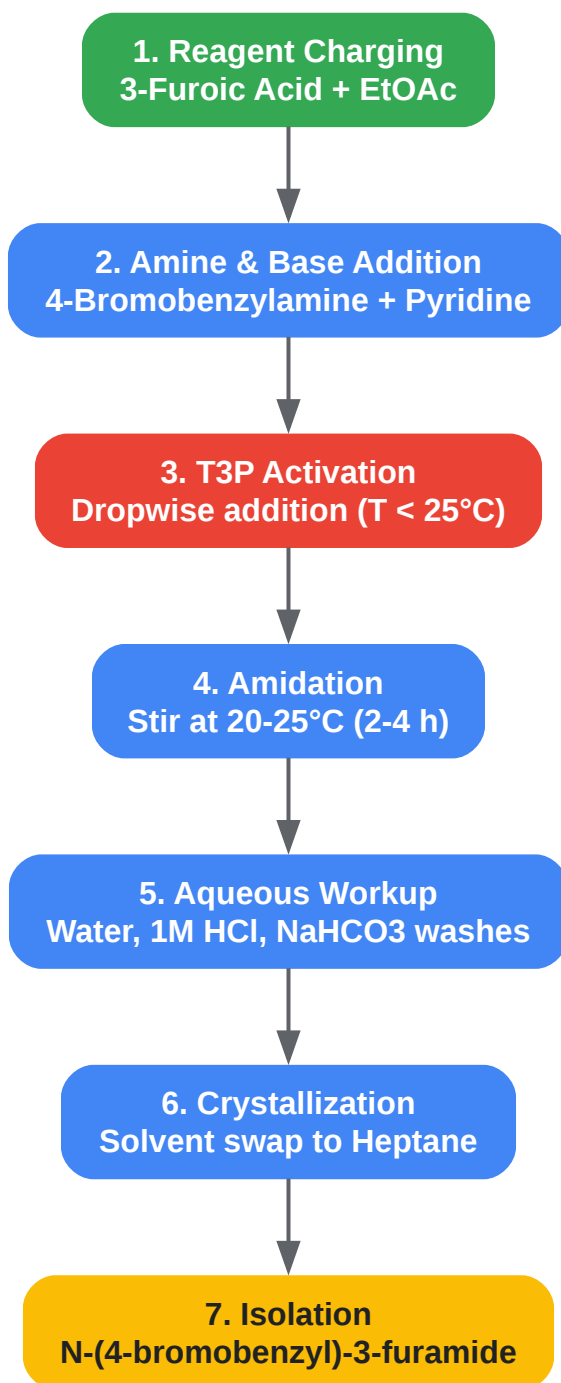 1. Reagent Charging
3-Furoic Acid + EtOAc
2. Amine & Base Addition
4-Bromobenzylamine + Pyridine
3. T3P Activation
Dropwise addition (T < 25°C)
4. Amidation
Stir at 20-25°C (2-4 h)
5. Aqueous Workup
Water, 1M HCl, NaHCO3 washes
6. Crystallization
Solvent swap to Heptane
7. Isolation
N-(4-bromobenzyl)-3-furamide